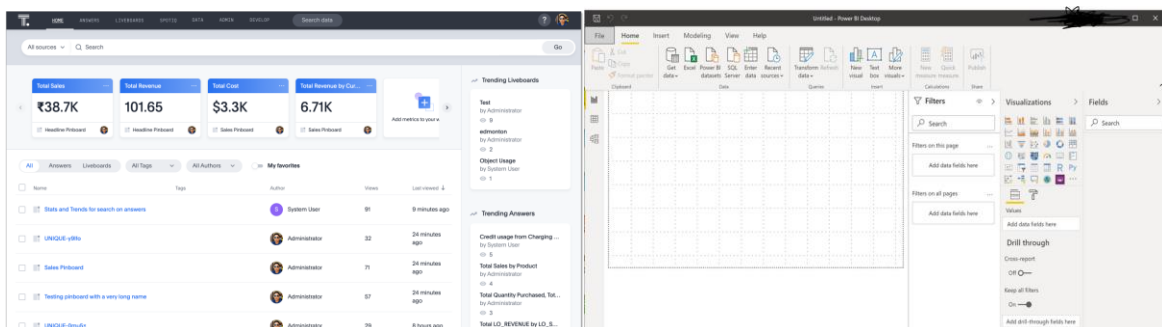 HOME ANSWERS LIVEBOARDS SPOTIQ DATA ADMIN DEVELOP Search data ?
All sources Search Go
Total Sales Total Revenue Total Cost Total Revenue by Cur...
₹38.7K 101.65 $3.3K 6.71K
Headline Pinboard Headline Pinboard Sales Pinboard Sales Pinboard
Add metrics to your w
All Answers Liveboards All Tags All Authors My favorites
Name Tags Author Views Last viewed
Stats and Trends for search on answers S System User 91 9 minutes ago
UNIQUE-y9lfo Administrator 32 24 minutes ago
Sales Pinboard Administrator 71 24 minutes ago
Testing pinboard with a very long name Administrator 57 24 minutes ago
Administrator 8 hours ago
Trending Liveboards
Test
by Administrator
9
edmonton
by Administrator
2
Object Usage
by System User
1
Trending Answers
Credit usage from Charging ...
by System User
5
Total Sales by Product
by Administrator
4
Total Quantity Purchased, Tot...
by Administrator
3
Total LO_REVENUE by LO_S...
Untitled - Power BI Desktop
File Home Insert Modeling View Help
Paste
Cut
Copy
Format painter
Get data
Excel
Power BI datasets
SQL Server
Enter data
Recent sources
Transform data
Refresh
New visual
Text box
More visuals
New measure
Quick measure
Publish
Clipboard Data Queries Insert Calculations Share
Filters
Search
Filters on this page ...
Add data fields here
Filters on all pages ...
Add data fields here
Visualizations
R Py
Values
Add data fields here
Drill through
Cross-report
Off
Keep all filters
On
Add drill-through fields here
Fields
Search